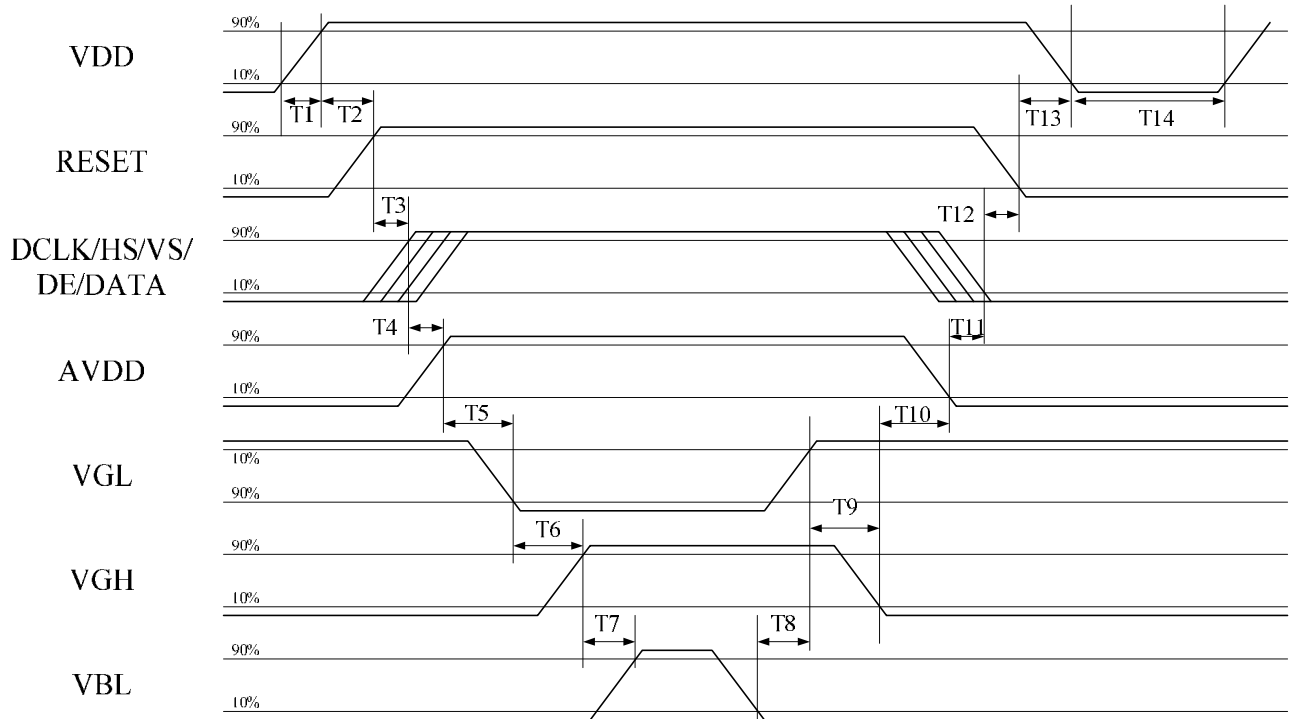 90%
VDD
10%
T1
T2
T13
T14
90%
RESET
10%
T3
T12
90%
DCLK/HS/VS/
DE/DATA
10%
T4
T11
90%
AVDD
10%
T5
T10
10%
VGL
90%
T6
T9
90%
VGH
10%
T7
T8
90%
VBL
10%